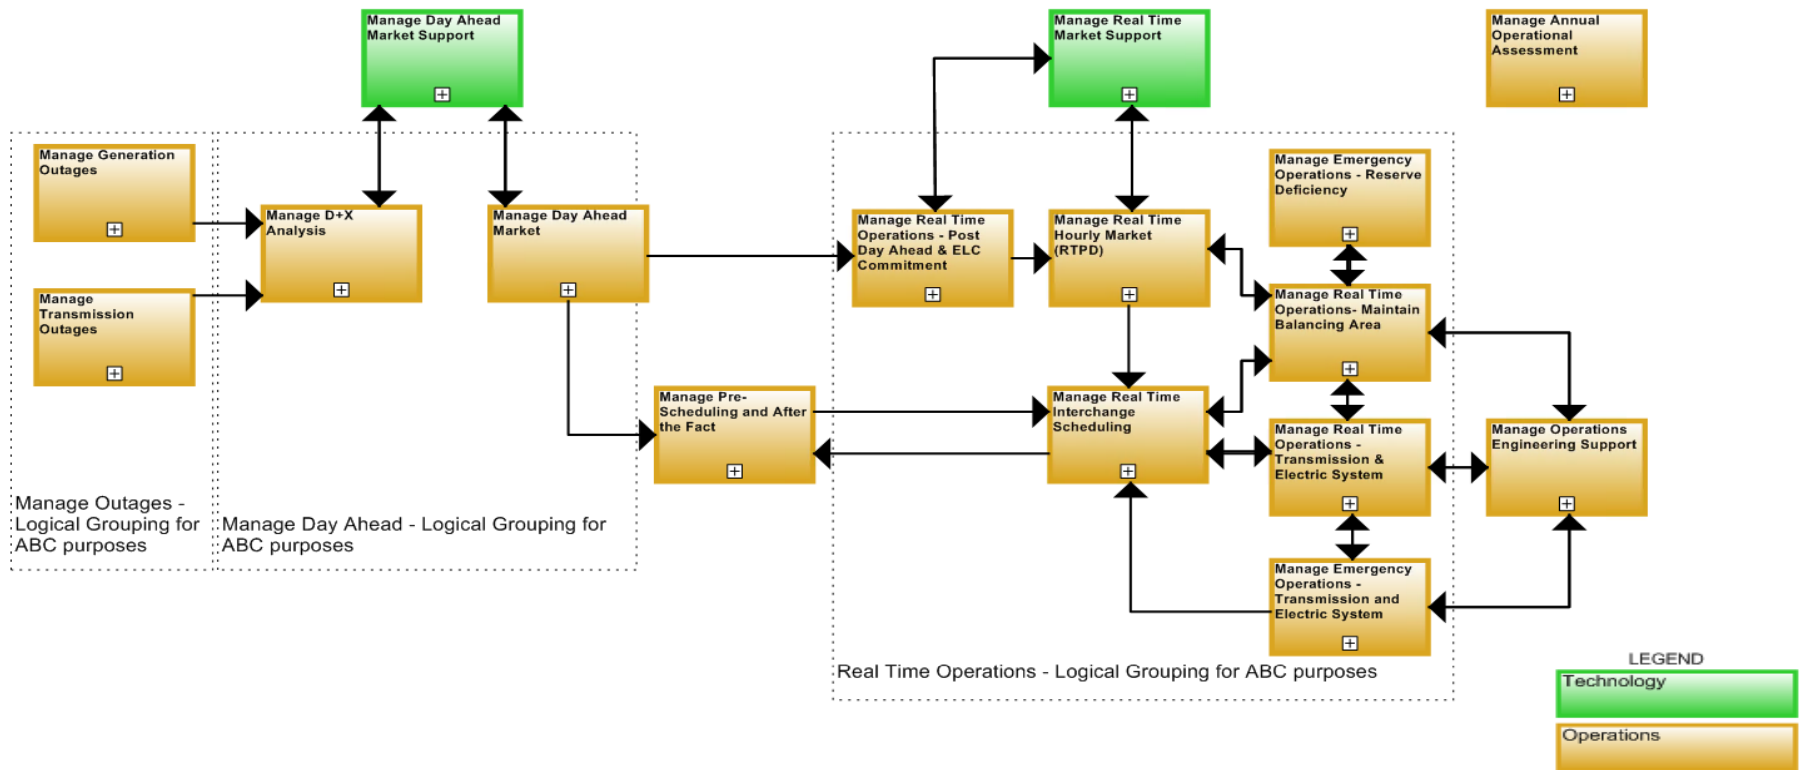 Manage Day Ahead
Market Support
Manage Real Time
Market Support
Manage Annual
Operational
Assessment
Manage Generation
Outages
Manage D+X
Analysis
Manage Day Ahead
Market
Manage
Transmission
Outages
Manage Real Time
Operations - Post
Day Ahead & ELC
Commitment
Manage Real Time
Hourly Market
(RTPD)
Manage Emergency
Operations - Reserve
Deficiency
Manage Real Time
Operations- Maintain
Balancing Area
Manage Pre-
Scheduling and After
the Fact
Manage Real Time
Interchange
Scheduling
Manage Real Time
Operations -
Transmission &
Electric System
Manage Operations
Engineering Support
Manage Emergency
Operations -
Transmission and
Electric System
Manage Outages -
Logical Grouping for
ABC purposes
Manage Day Ahead - Logical Grouping for
ABC purposes
Real Time Operations - Logical Grouping for ABC purposes
LEGEND
Technology
Operations